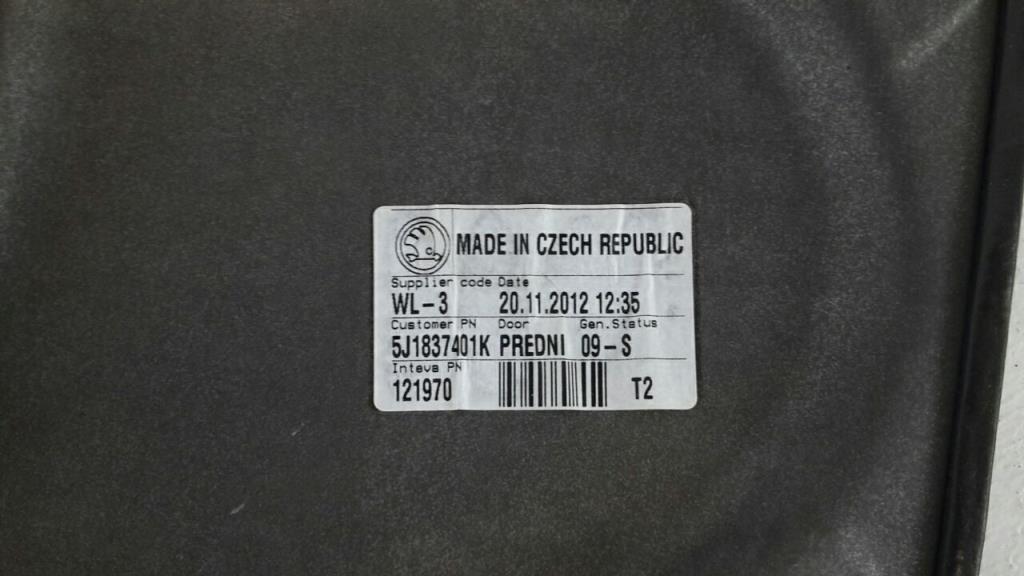 MADE IN CZECH REPUBLIC
Supplier code Date
WL-3 20.11.2012 12:35
Customer PN Door Gen.Status
5J1837401K PREDNI 09-S
Inteva PN
121970 T2